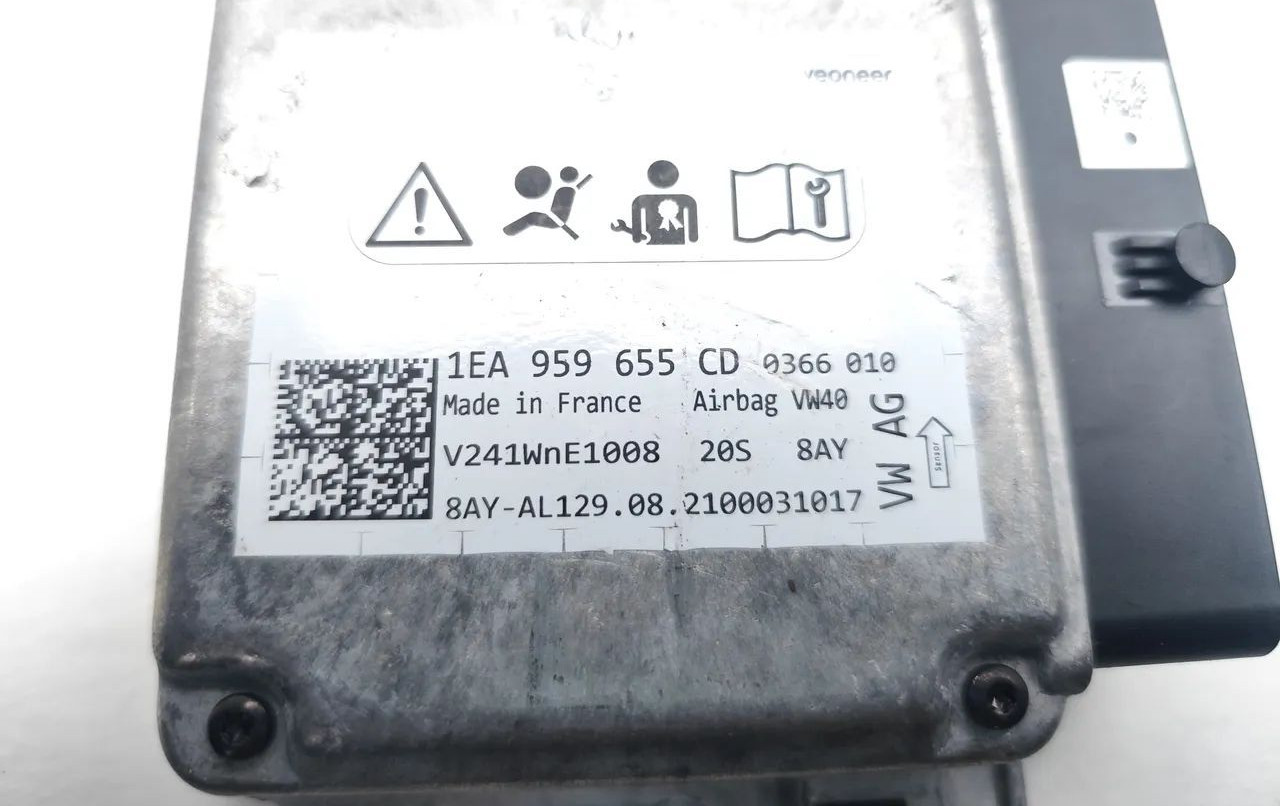 veoneer
1EA 959 655 CD 0366 010
Made in France Airbag VW40
V241WnE1008 20S 8AY
8AY-AL129.08.2100031017
VW AG